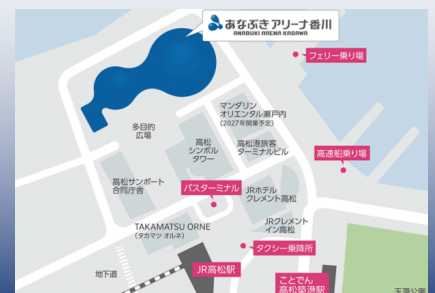 あなぶきアリーナ香川
ANABUKI ARENA KAGAWA
フェリー乗り場
マンダリン
オリエンタル瀬戸内
(2027年開業予定)
多目的
広場
高松
シンボル
タワー
高松港旅客
ターミナルビル
高速船乗り場
高松サンポート
合同庁舎
バスターミナル
JRホテル
クレメント高松
TAKAMATSU ORNE
(タカマツ オルネ)
JRクレメント
イン高松
タクシー乗降所
地下道
JR高松駅
ことでん
高松築港駅
玉藻公園